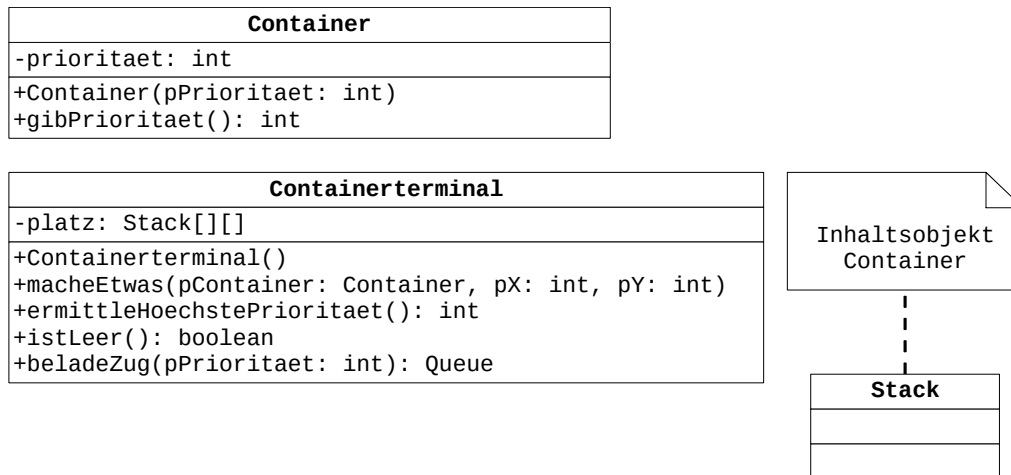 Container
-prioritaet: int
+Container(pPrioritaet: int)
+gibPrioritaet(): int
Containerterminal
-platz: Stack[][]
+Containerterminal()
+macheEtwas(pContainer: Container, pX: int, pY: int)
+ermittleHoechstePrioritaet(): int
+istLeer(): boolean
+beladeZug(pPrioritaet: int): Queue
Inhaltsobjekt
Container
Stack